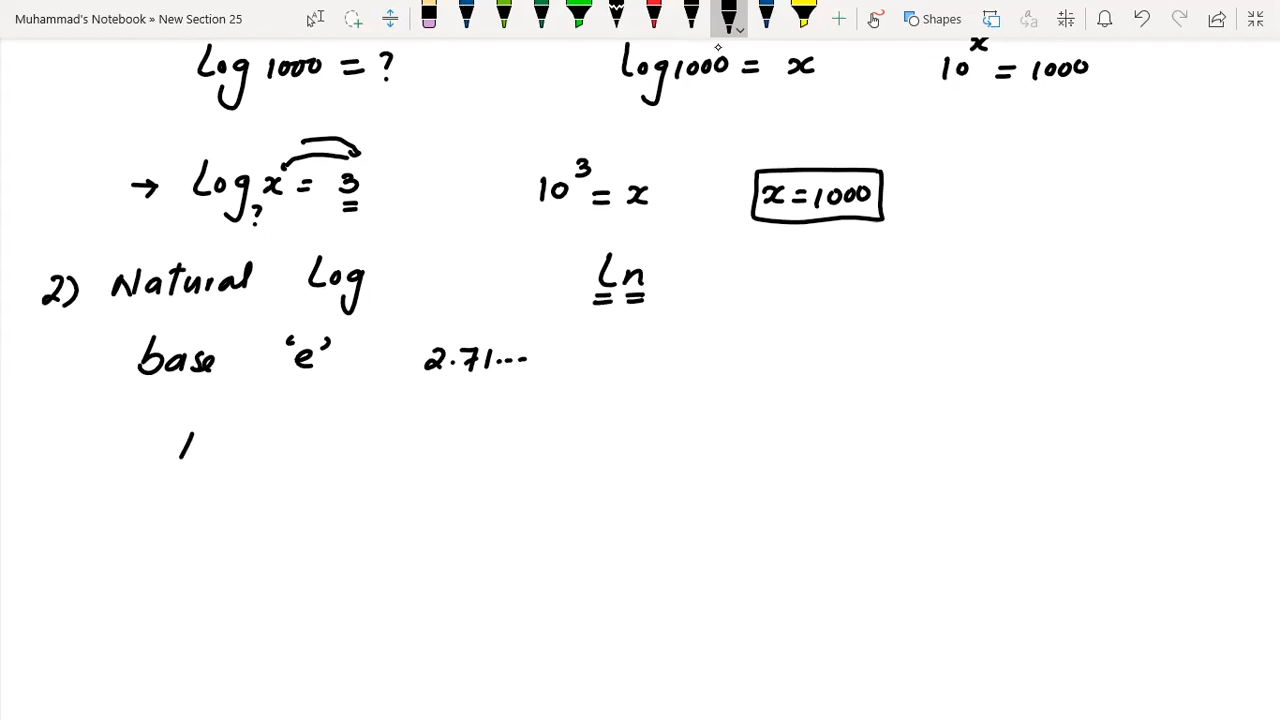 Muhammad's Notebook » New Section 25
Shapes
Log 1000 = ? log 1000 = x 10^x = 1000
→ Log? x = 3 10^3 = x x = 1000
2) Natural Log Ln
base 'e' 2.71...